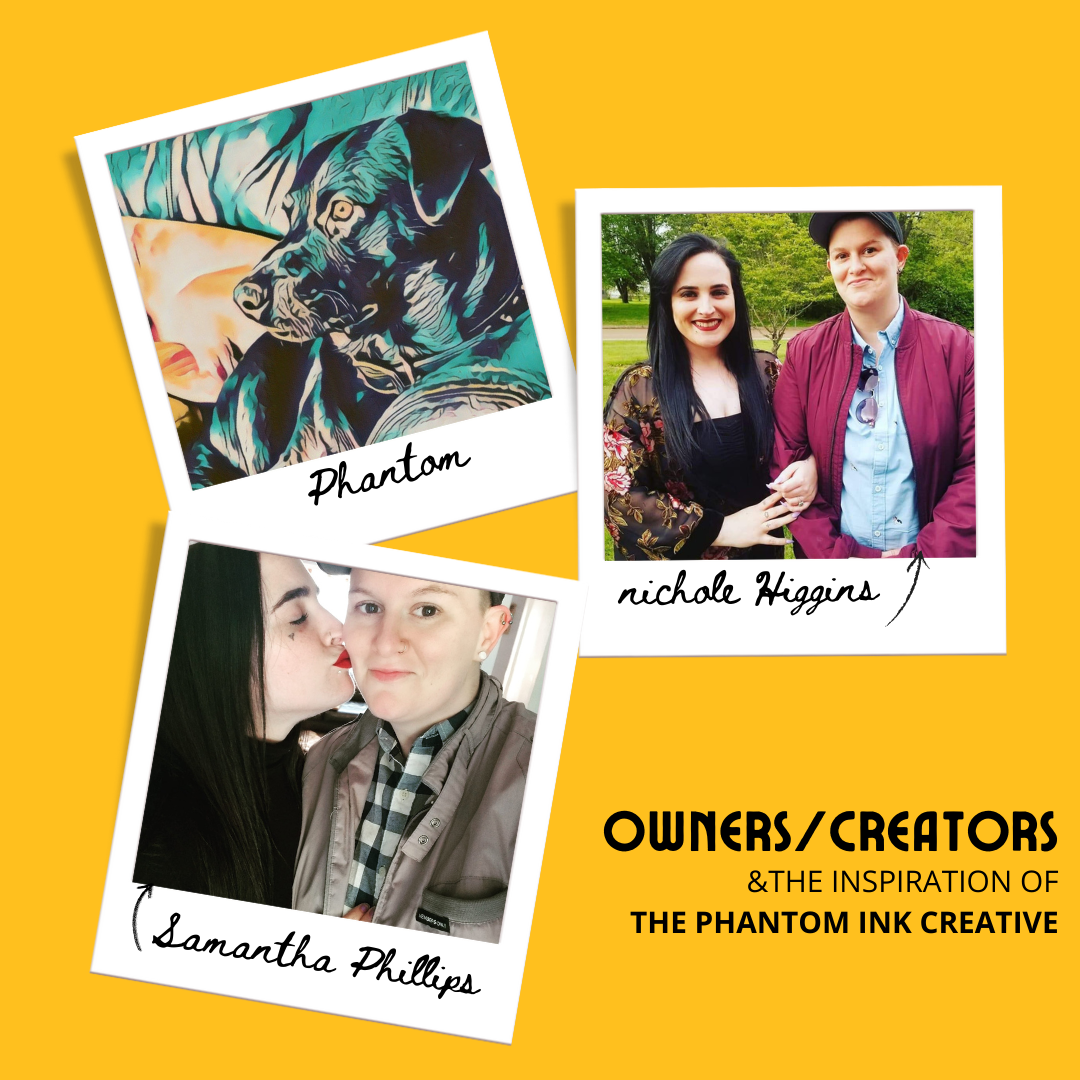 Phantom
nichole Higgins
Samantha Phillips
OWNERS/CREATORS
&THE INSPIRATION OF
THE PHANTOM INK CREATIVE